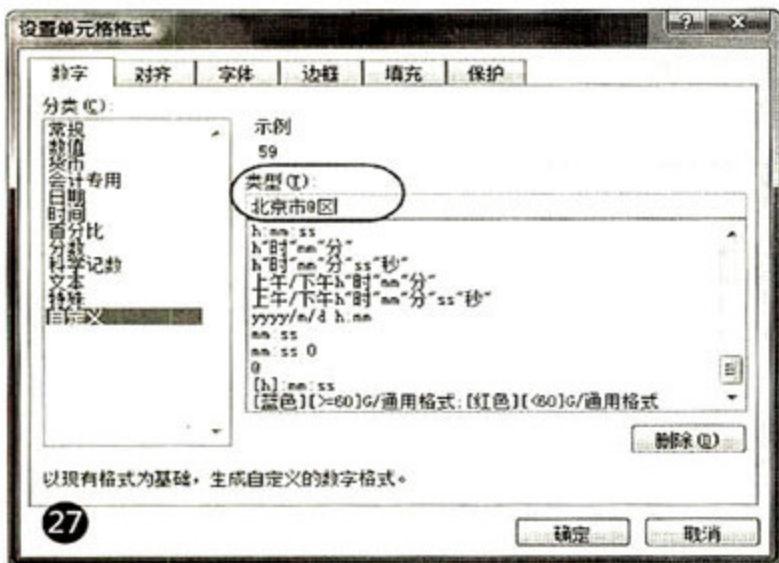 设置单元格格式
数字 对齐 字体 边框 填充 保护
分类(C):
常规
数值
货币
会计专用
日期
时间
百分比
分数
科学记数
文本
特殊
自定义
示例
59
类型(T):
北京市@区
h:mm:ss
h"时"mm"分"
h"时"mm"分"ss"秒"
上午/下午h"时"mm"分"
上午/下午h"时"mm"分"ss"秒"
yyyy/m/d h:mm
mm:ss
mm:ss.0
@
[h]:mm:ss
[蓝色][>=60]G/通用格式;[红色][<60]G/通用格式
删除(D)
以现有格式为基础，生成自定义的数字格式。
27
确定 取消